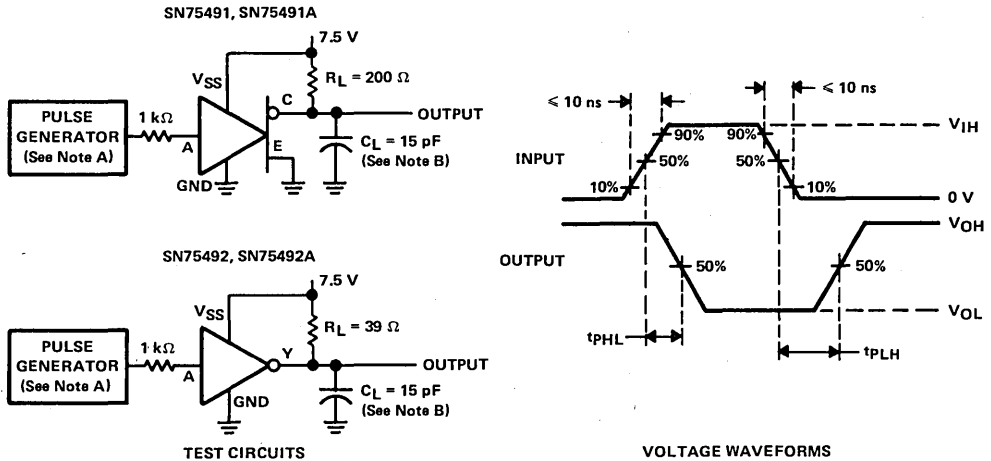 SN75491, SN75491A
7.5 V
VSS
RL = 200 Ω
C
OUTPUT
PULSE
GENERATOR
(See Note A)
1 kΩ
A
E
CL = 15 pF
(See Note B)
GND
SN75492, SN75492A
7.5 V
VSS
RL = 39 Ω
Y
OUTPUT
PULSE
GENERATOR
(See Note A)
1 kΩ
A
CL = 15 pF
(See Note B)
GND
TEST CIRCUITS
≤ 10 ns
≤ 10 ns
VIH
90%
90%
INPUT
50%
50%
10%
10%
0 V
VOH
OUTPUT
50%
50%
VOL
tPHL
tPLH
VOLTAGE WAVEFORMS